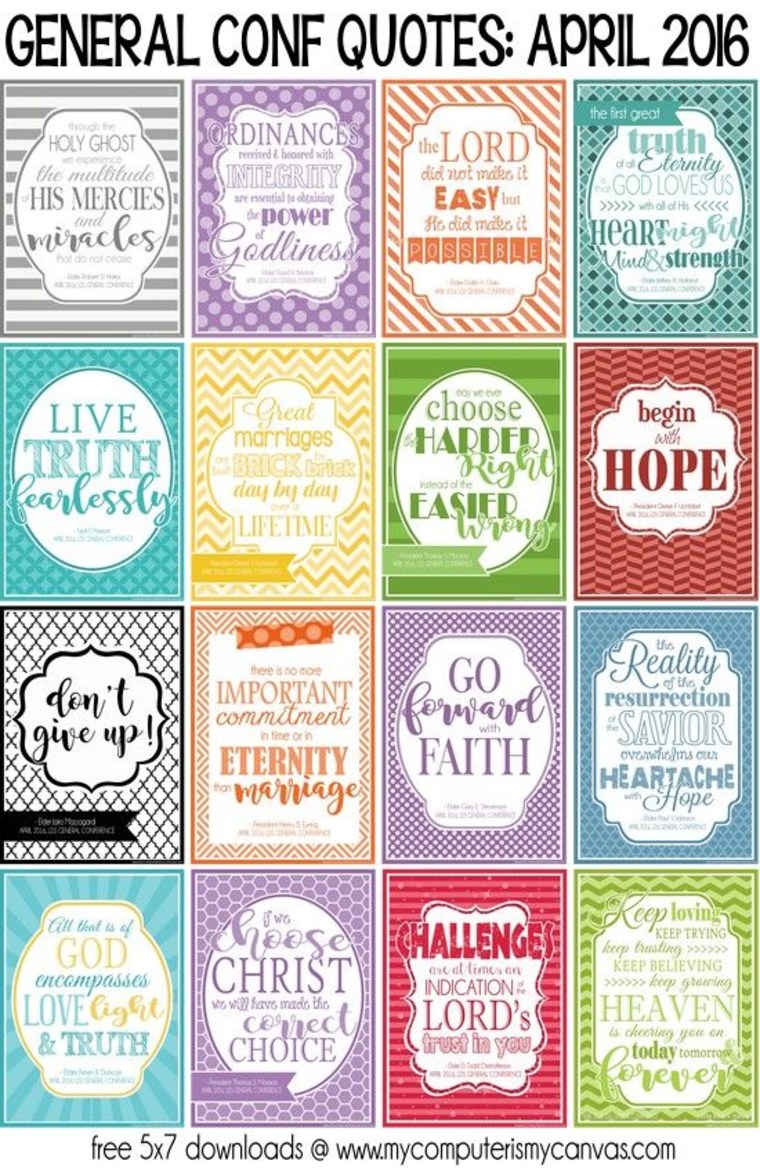 GENERAL CONF QUOTES: APRIL 2016
through the
HOLY GHOST
we experience
the multitude
of HIS MERCIES
and
miracles
that do not cease.
APRIL 2016, LDS GENERAL CONFERENCE
ORDINANCES
received & honored with
INTEGRITY
are essential to obtaining
the power
of
Godliness
- Elder David A. Bednar
APRIL 2016, LDS GENERAL CONFERENCE
the LORD
did not make it
EASY but
He did make it
POSSIBLE
APRIL 2016, LDS GENERAL CONFERENCE
the first great
truth
of all Eternity
is that GOD LOVES US
>>>>> with all of His <<<<<
HEART might
Mind & strength
- Elder Jeffrey R. Holland
APRIL 2016, LDS GENERAL CONFERENCE
LIVE
TRUTH
fearlessly
APRIL 2016, LDS GENERAL CONFERENCE
Great
marriages
are built BRICK by brick
day by day
over a
LIFETIME
- President Dieter F. Uchtdorf
APRIL 2016, LDS GENERAL CONFERENCE
may we ever
choose
the HARDER
Right
instead of the
EASIER
Wrong
- President Thomas S. Monson
APRIL 2016, LDS GENERAL CONFERENCE
begin
with
HOPE
- President Dieter F. Uchtdorf
APRIL 2016, LDS GENERAL CONFERENCE
don't
give up!
- Elder Jairo Mazzagardi
APRIL 2016, LDS GENERAL CONFERENCE
there is no more
IMPORTANT
commitment
in time or in
ETERNITY
than marriage
- President Henry B. Eyring
APRIL 2016, LDS GENERAL CONFERENCE
GO
forward
with
FAITH
- Elder Gary E. Stevenson
APRIL 2016, LDS GENERAL CONFERENCE
the
Reality
of the
resurrection
of the SAVIOR
overwhelms our
HEARTACHE
with Hope
- Elder Paul V. Johnson
APRIL 2016, LDS GENERAL CONFERENCE
All that is of
GOD
encompasses
LOVE light
& TRUTH
- Elder Kevin R. Duncan
APRIL 2016, LDS GENERAL CONFERENCE
if we
choose
CHRIST
we will have made the
correct
CHOICE
- President Thomas S. Monson
APRIL 2016, LDS GENERAL CONFERENCE
CHALLENGES
are at times an
INDICATION of the
LORD's
trust in you
- Elder D. Todd Christofferson
APRIL 2016, LDS GENERAL CONFERENCE
Keep loving
KEEP TRYING
keep trusting >>>>>>
KEEP BELIEVING
>>>>>> keep growing
HEAVEN
is cheering you on
today tomorrow &
forever
free 5x7 downloads @ www.mycomputerismycanvas.com